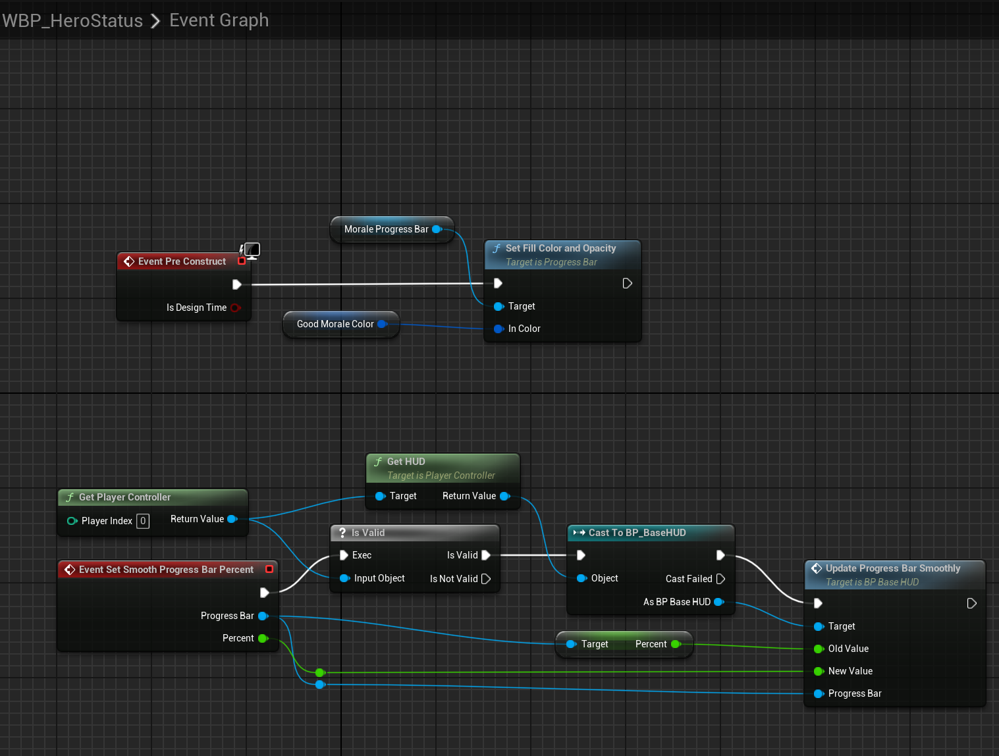 WBP_HeroStatus > Event Graph
Morale Progress Bar
Set Fill Color and Opacity
Target is Progress Bar
Event Pre Construct
Is Design Time
Target
Good Morale Color
In Color
Get HUD
Target is Player Controller
Target Return Value
Get Player Controller
Player Index 0 Return Value
? Is Valid
Exec Is Valid
Input Object Is Not Valid
Cast To BP_BaseHUD
Object Cast Failed
As BP Base HUD
Event Set Smooth Progress Bar Percent
Progress Bar
Percent
Target Percent
Update Progress Bar Smoothly
Target is BP Base HUD
Target
Old Value
New Value
Progress Bar